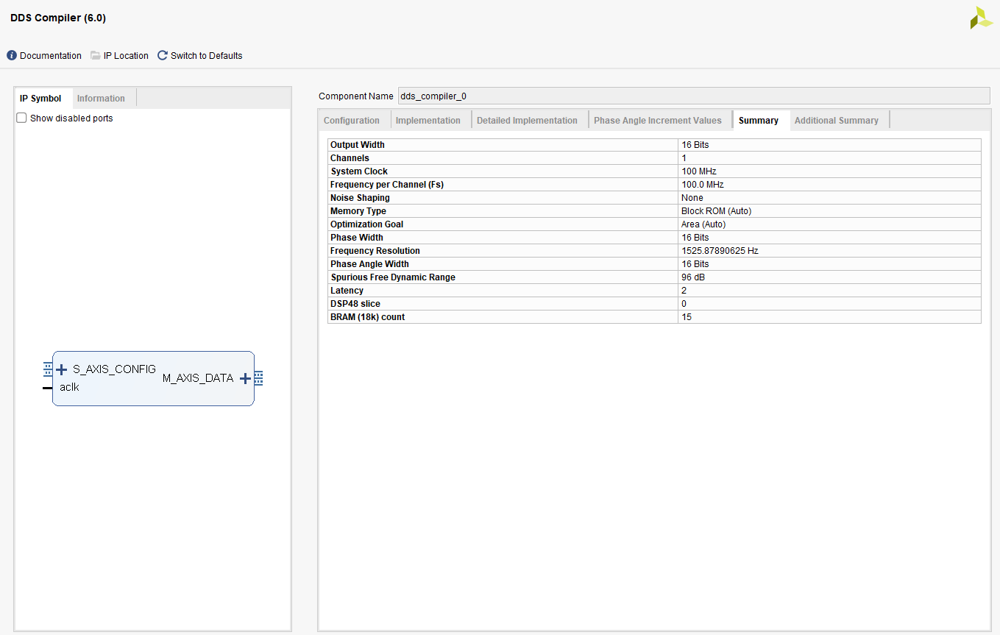 DDS Compiler (6.0)
Documentation IP Location Switch to Defaults
IP Symbol Information
Show disabled ports
S_AXIS_CONFIG
M_AXIS_DATA
aclk
Component Name dds_compiler_0
Configuration Implementation Detailed Implementation Phase Angle Increment Values Summary Additional Summary
Output Width 16 Bits
Channels 1
System Clock 100 MHz
Frequency per Channel (Fs) 100.0 MHz
Noise Shaping None
Memory Type Block ROM (Auto)
Optimization Goal Area (Auto)
Phase Width 16 Bits
Frequency Resolution 1525.87890625 Hz
Phase Angle Width 16 Bits
Spurious Free Dynamic Range 96 dB
Latency 2
DSP48 slice 0
BRAM (18k) count 15